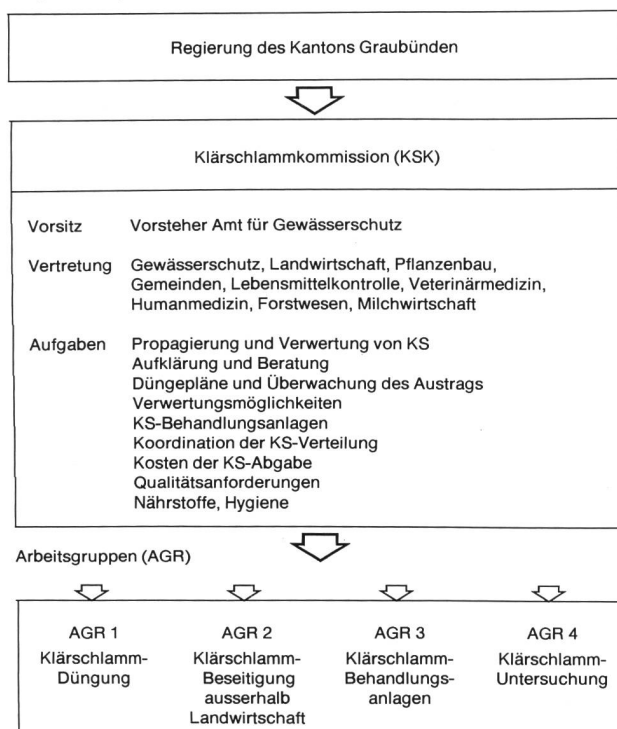 Regierung des Kantons Graubünden
Klärschlammkommission (KSK)
Vorsitz Vorsteher Amt für Gewässerschutz
Vertretung Gewässerschutz, Landwirtschaft, Pflanzenbau,
Gemeinden, Lebensmittelkontrolle, Veterinärmedizin,
Humanmedizin, Forstwesen, Milchwirtschaft
Aufgaben Propagierung und Verwertung von KS
Aufklärung und Beratung
Düngepläne und Überwachung des Austrags
Verwertungsmöglichkeiten
KS-Behandlungsanlagen
Koordination der KS-Verteilung
Kosten der KS-Abgabe
Qualitätsanforderungen
Nährstoffe, Hygiene
Arbeitsgruppen (AGR)
AGR 1
Klärschlamm-
Düngung
AGR 2
Klärschlamm-
Beseitigung
ausserhalb
Landwirtschaft
AGR 3
Klärschlamm-
Behandlungs-
anlagen
AGR 4
Klärschlamm-
Untersuchung